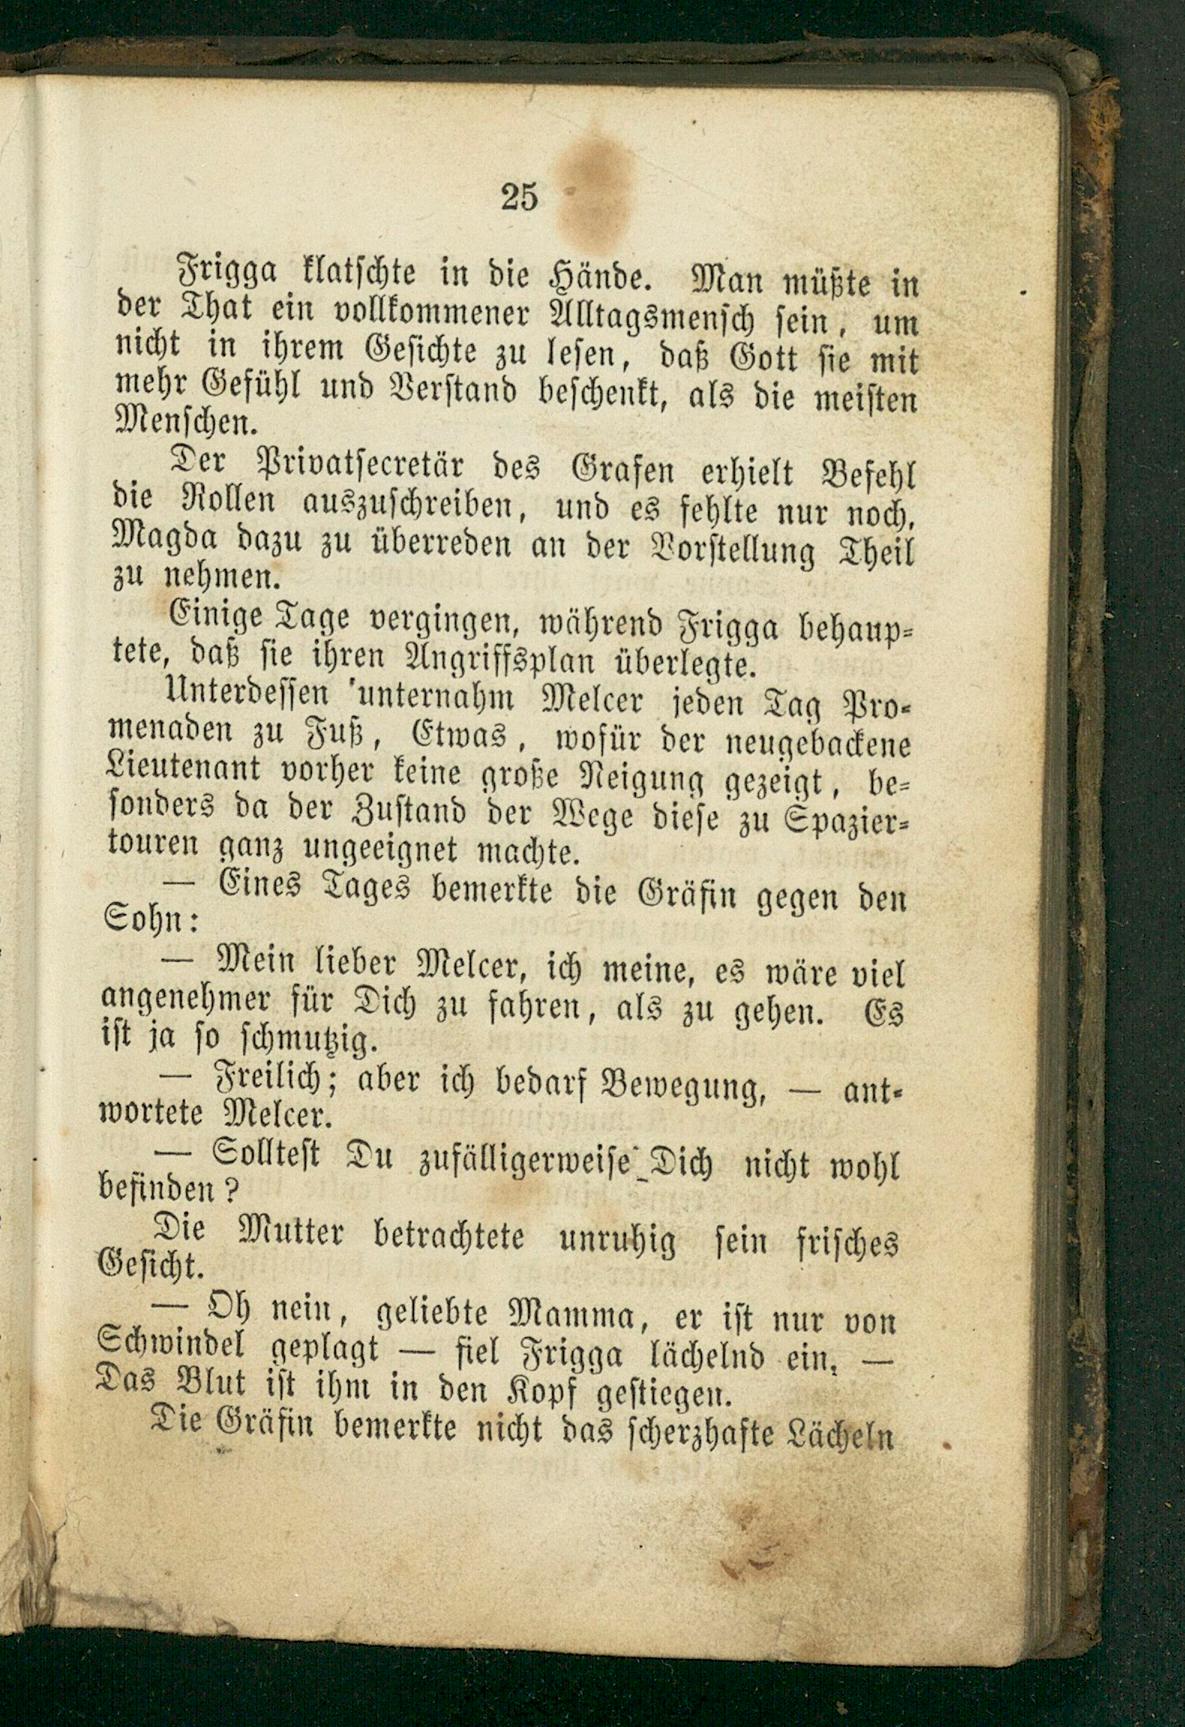 25
Frigga klatschte in die Hände. Man müßte in
der That ein vollkommener Alltagsmensch sein, um
nicht in ihrem Gesichte zu lesen, daß Gott sie mit
mehr Gefühl und Verstand beschenkt, als die meisten
Menschen.
Der Privatsecretär des Grafen erhielt Befehl
die Rollen auszuschreiben, und es fehlte nur noch,
Magda dazu zu überreden an der Vorstellung Theil
zu nehmen.
Einige Tage vergingen, während Frigga behaup-
tete, daß sie ihren Angriffsplan überlegte.
Unterdessen unternahm Melcer jeden Tag Pro-
menaden zu Fuß, Etwas, wofür der neugebackene
Lieutenant vorher keine große Neigung gezeigt, be-
sonders da der Zustand der Wege diese zu Spazier-
touren ganz ungeeignet machte.
— Eines Tages bemerkte die Gräfin gegen den
Sohn:
— Mein lieber Melcer, ich meine, es wäre viel
angenehmer für Dich zu fahren, als zu gehen. Es
ist ja so schmutzig.
— Freilich; aber ich bedarf Bewegung, — ant-
wortete Melcer.
— Solltest Du zufälligerweise Dich nicht wohl
befinden?
Die Mutter betrachtete unruhig sein frisches
Gesicht.
— Oh nein, geliebte Mamma, er ist nur von
Schwindel geplagt — fiel Frigga lächelnd ein, —
Das Blut ist ihm in den Kopf gestiegen.
Die Gräfin bemerkte nicht das scherzhafte Lächeln